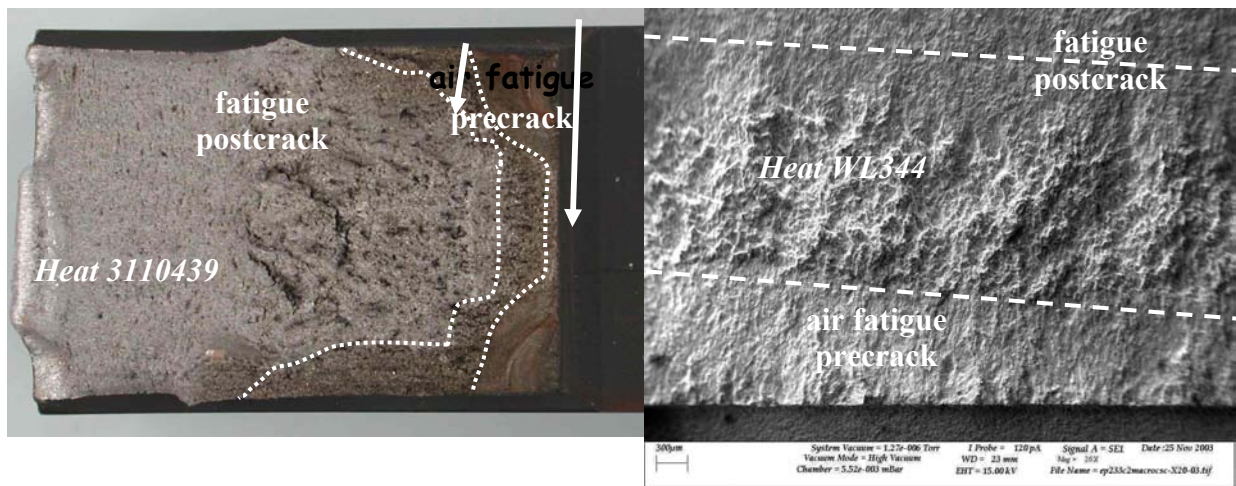 fatigue
postcrack
air fatigue
precrack
Heat 3110439
fatigue
postcrack
Heat WL344
air fatigue
precrack
300µm
System Vacuum = 1.27e-006 Torr
Vacuum Mode = High Vacuum
Chamber = 5.52e-003 mBar
I Probe = 120 pA
WD = 23 mm
EHT = 15.00 kV
Signal A = SE1
Mag = 20X
Date :25 Nov 2003
File Name = ep233c2macrocsc-X20-03.tif